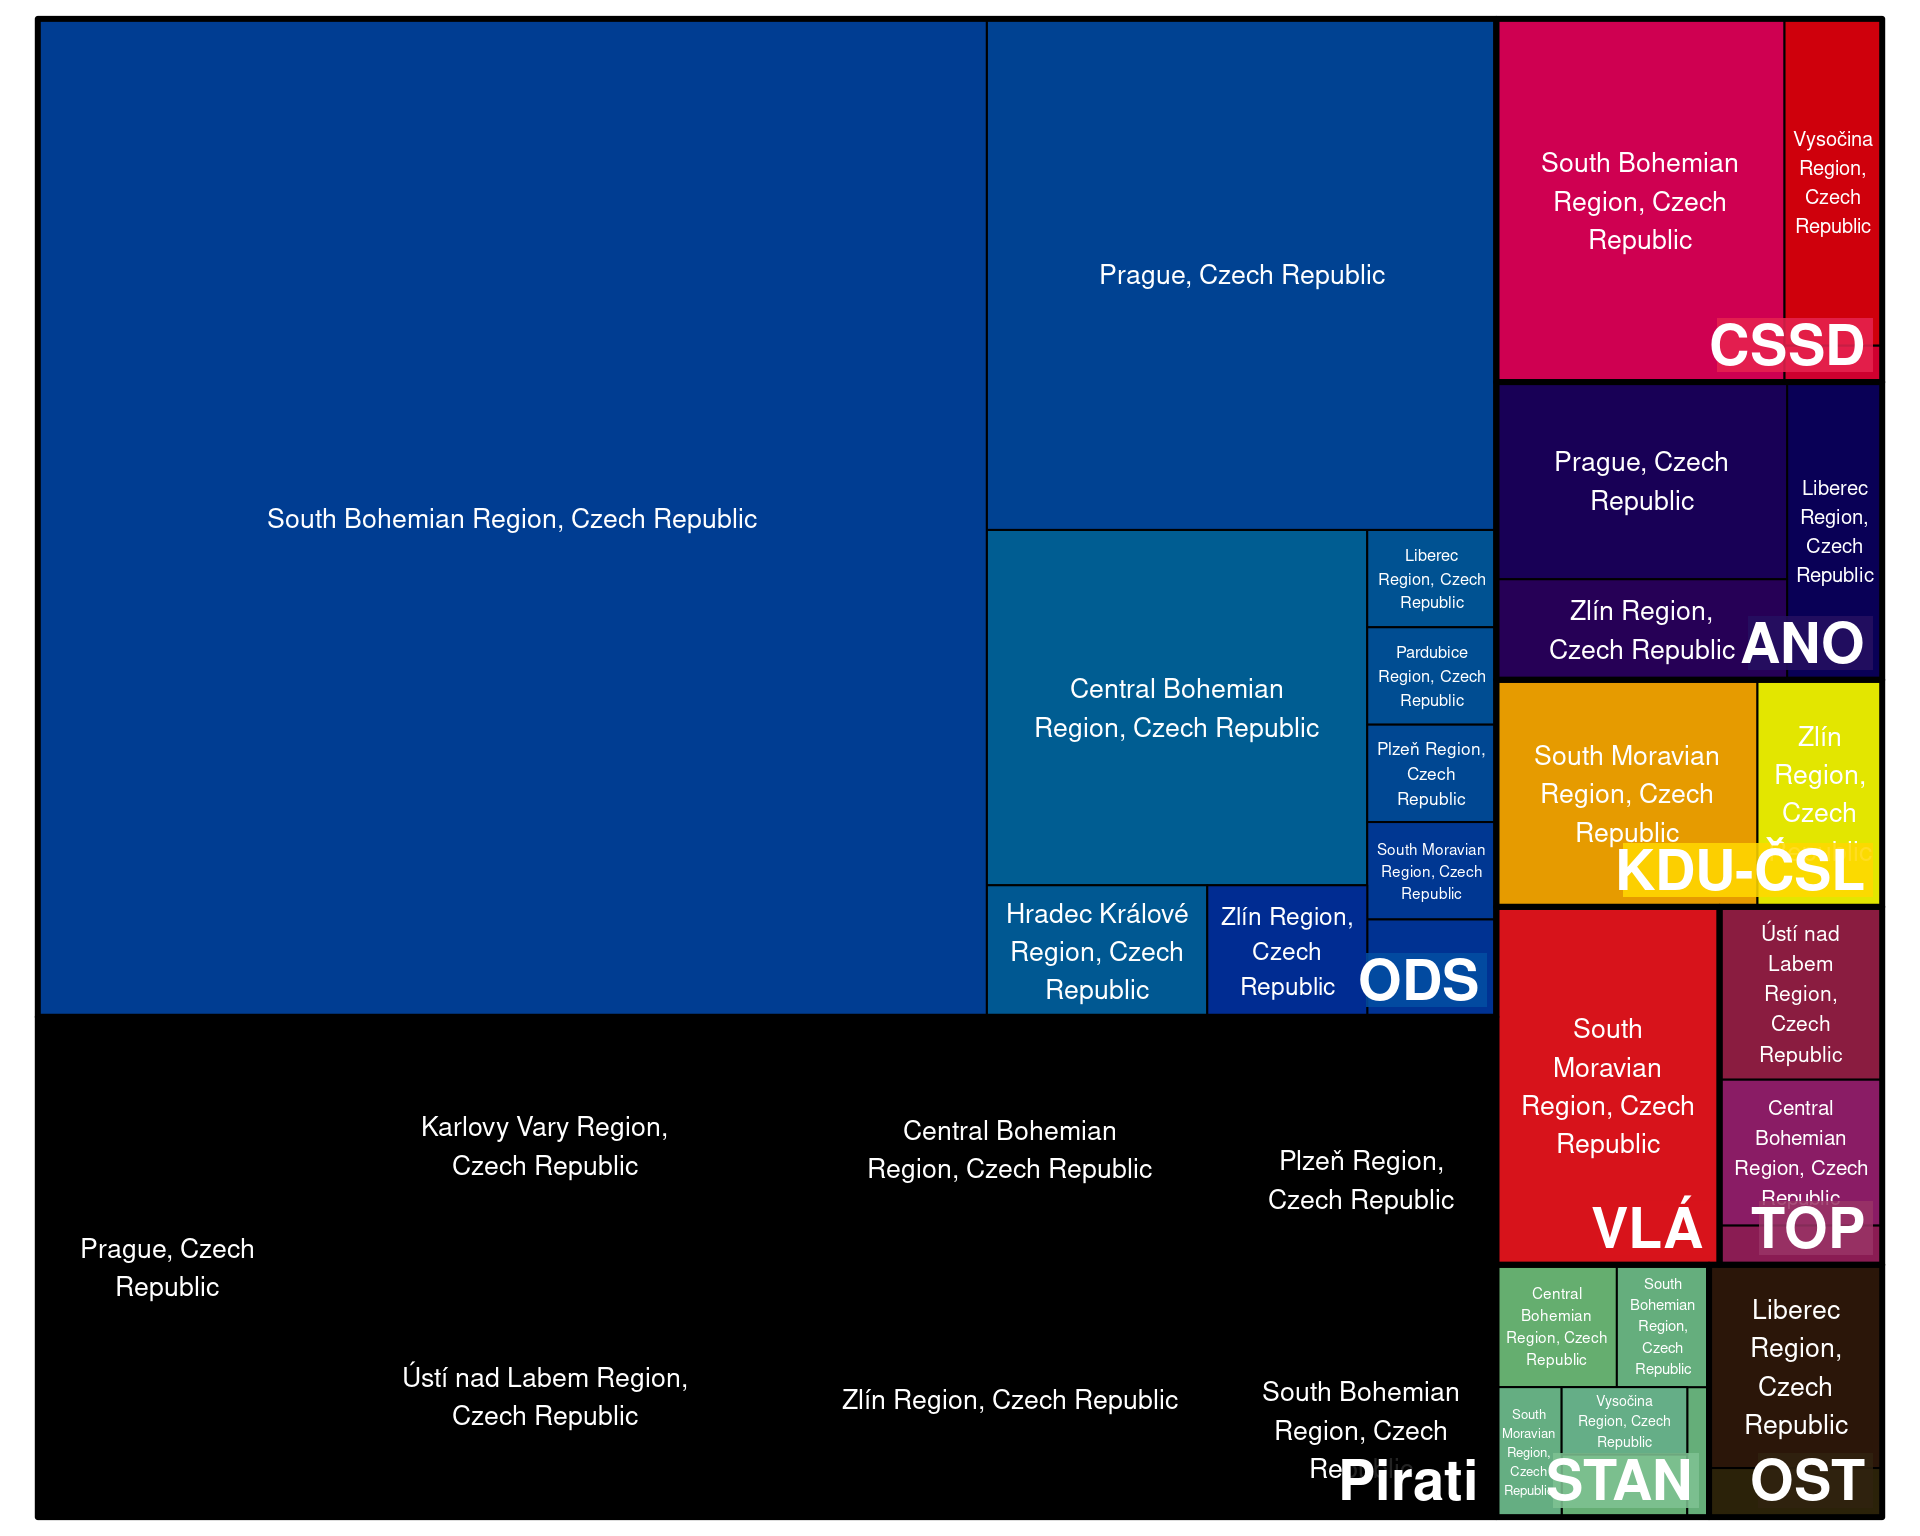 South Bohemian Region, Czech Republic
Prague, Czech Republic
Central Bohemian
Region, Czech Republic
Liberec
Region, Czech
Republic
Pardubice
Region, Czech
Republic
Plzeň Region,
Czech
Republic
South Moravian
Region, Czech
Republic
Hradec Králové
Region, Czech
Republic
Zlín Region,
Czech
Republic
ODS
South Bohemian
Region, Czech
Republic
Vysočina
Region,
Czech
Republic
CSSD
Prague, Czech
Republic
Liberec
Region,
Czech
Republic
Zlín Region,
Czech Republic
ANO
South Moravian
Region, Czech
Republic
Zlín
Region,
Czech
KDU-ČSL
South
Moravian
Region, Czech
Republic
VLÁ
Ústí nad
Labem
Region,
Czech
Republic
Central
Bohemian
Region, Czech
Republic
TOP
Prague, Czech
Republic
Karlovy Vary Region,
Czech Republic
Ústí nad Labem Region,
Czech Republic
Central Bohemian
Region, Czech Republic
Zlín Region, Czech Republic
Plzeň Region,
Czech Republic
South Bohemian
Region, Czech
Republic
Pirati
Central
Bohemian
Region, Czech
Republic
South
Bohemian
Region,
Czech
Republic
South
Moravian
Region,
Czech
Republic
Vysočina
Region, Czech
Republic
STAN
Liberec
Region,
Czech
Republic
OST